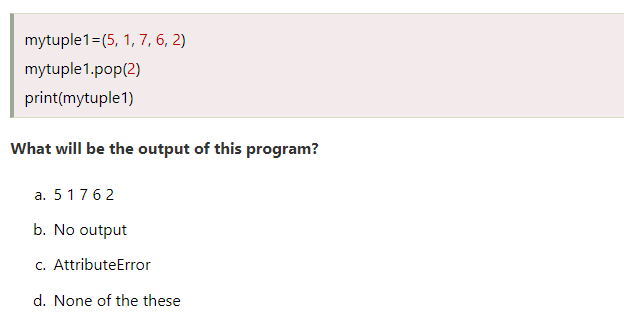 mytuple1=(5, 1, 7, 6, 2)
mytuple1.pop(2)
print(mytuple1)
What will be the output of this program?
a. 5 1 7 6 2
b. No output
c. AttributeError
d. None of the these